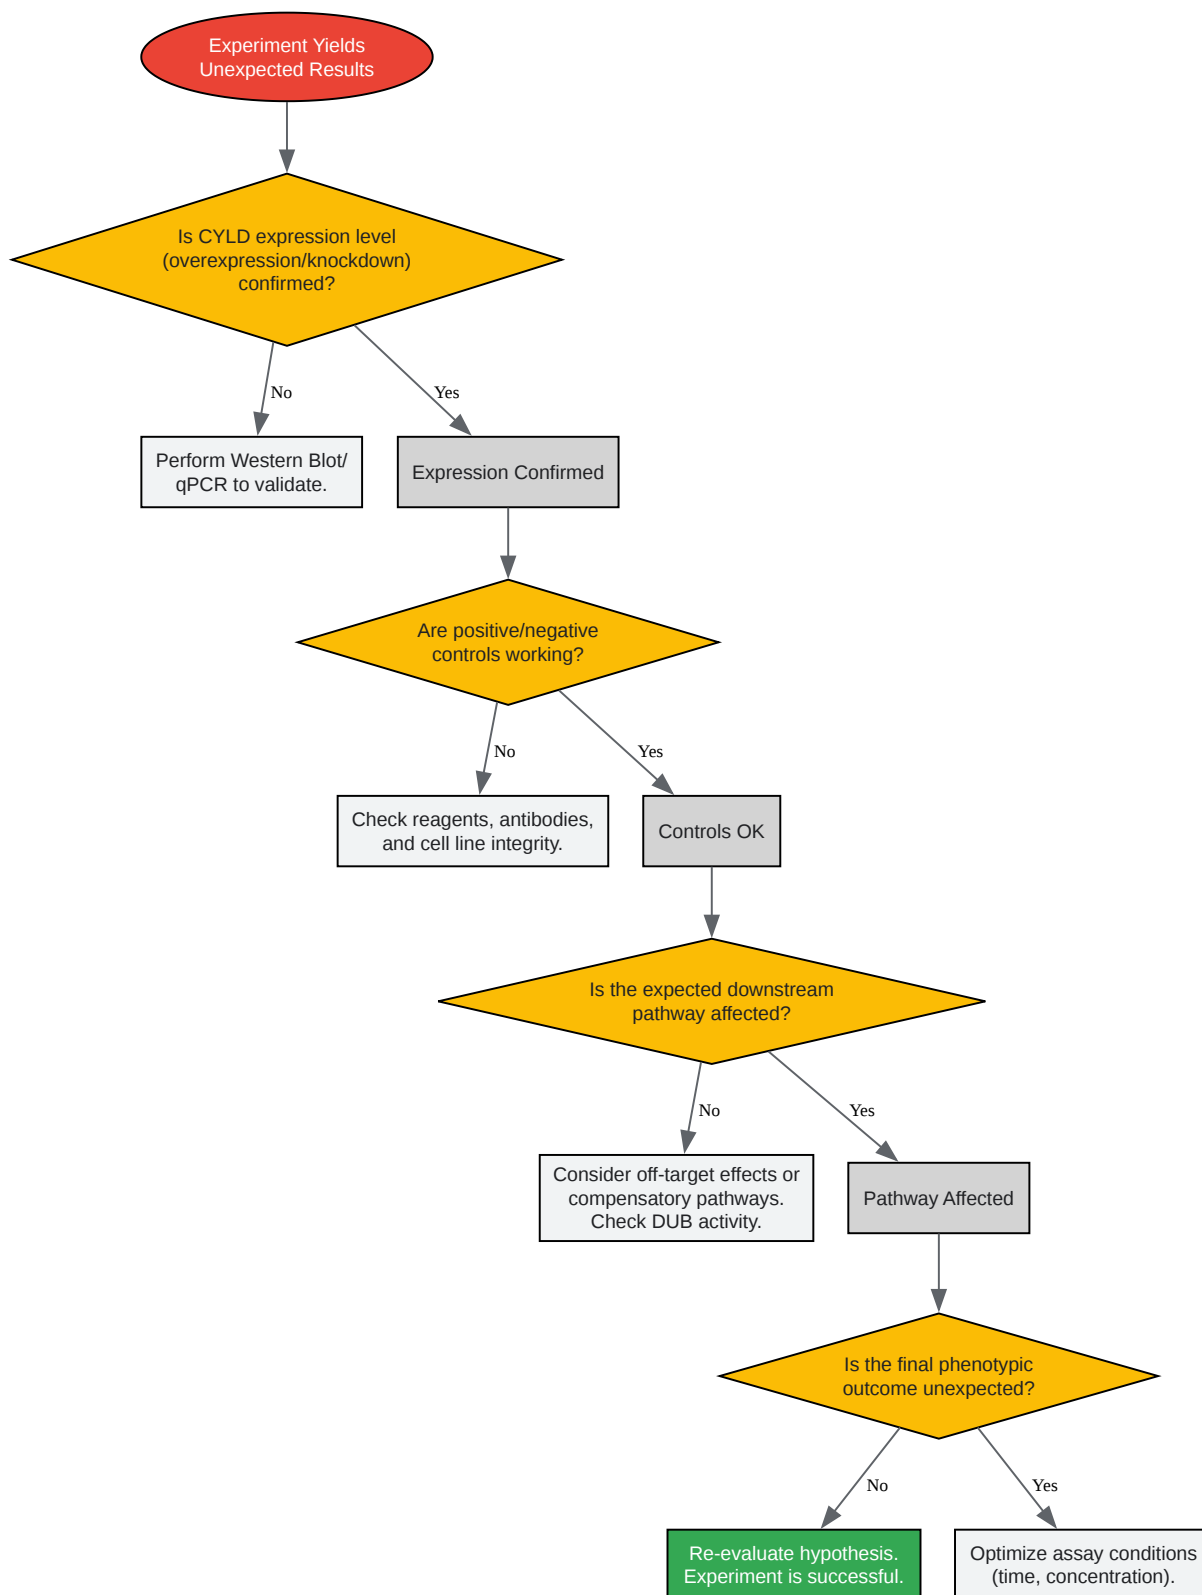 Experiment Yields
Unexpected Results
Is CYLD expression level
(overexpression/knockdown)
confirmed?
No
Yes
Perform Western Blot/
qPCR to validate.
Expression Confirmed
Are positive/negative
controls working?
No
Yes
Check reagents, antibodies,
and cell line integrity.
Controls OK
Is the expected downstream
pathway affected?
No
Yes
Consider off-target effects or
compensatory pathways.
Check DUB activity.
Pathway Affected
Is the final phenotypic
outcome unexpected?
No
Yes
Re-evaluate hypothesis.
Experiment is successful.
Optimize assay conditions
(time, concentration).